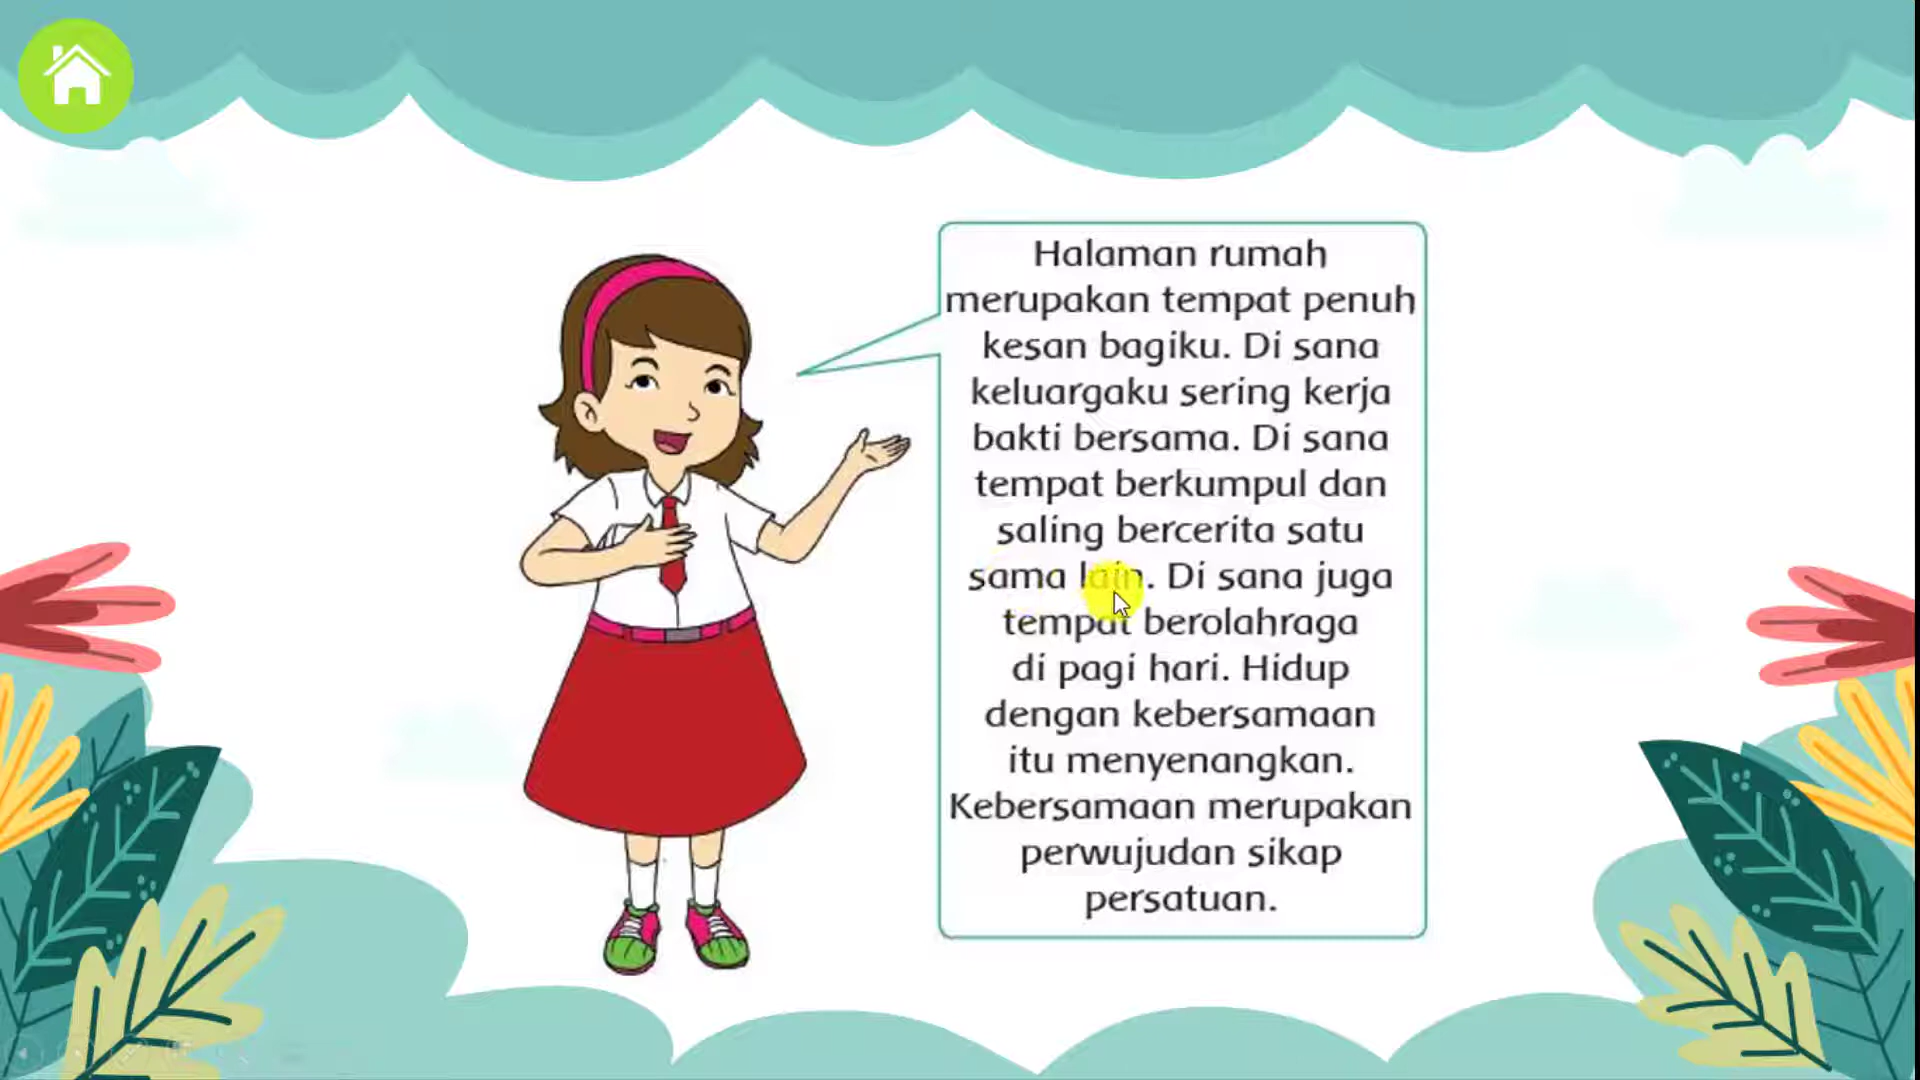 Halaman rumah
merupakan tempat penuh
kesan bagiku. Di sana
keluargaku sering kerja
bakti bersama. Di sana
tempat berkumpul dan
saling bercerita satu
sama lain. Di sana juga
tempat berolahraga
di pagi hari. Hidup
dengan kebersamaan
itu menyenangkan.
Kebersamaan merupakan
perwujudan sikap
persatuan.